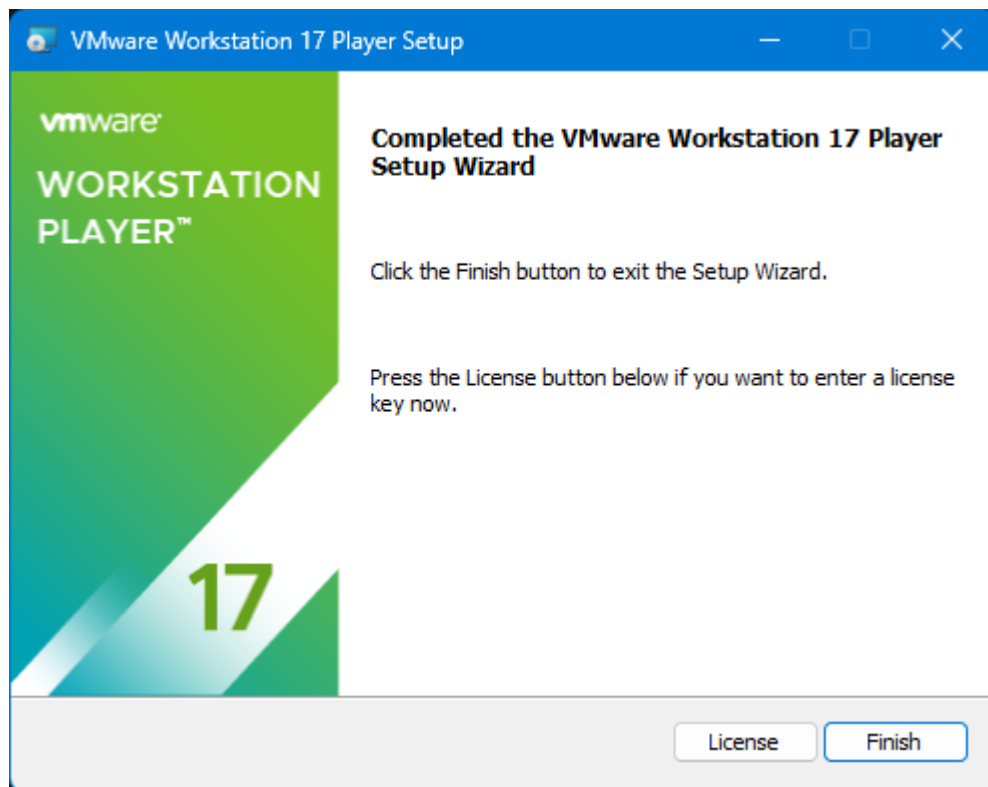 VMware Workstation 17 Player Setup
vmware
WORKSTATION
PLAYER™
Completed the VMware Workstation 17 Player
Setup Wizard
Click the Finish button to exit the Setup Wizard.
Press the License button below if you want to enter a license
key now.
17
License
Finish